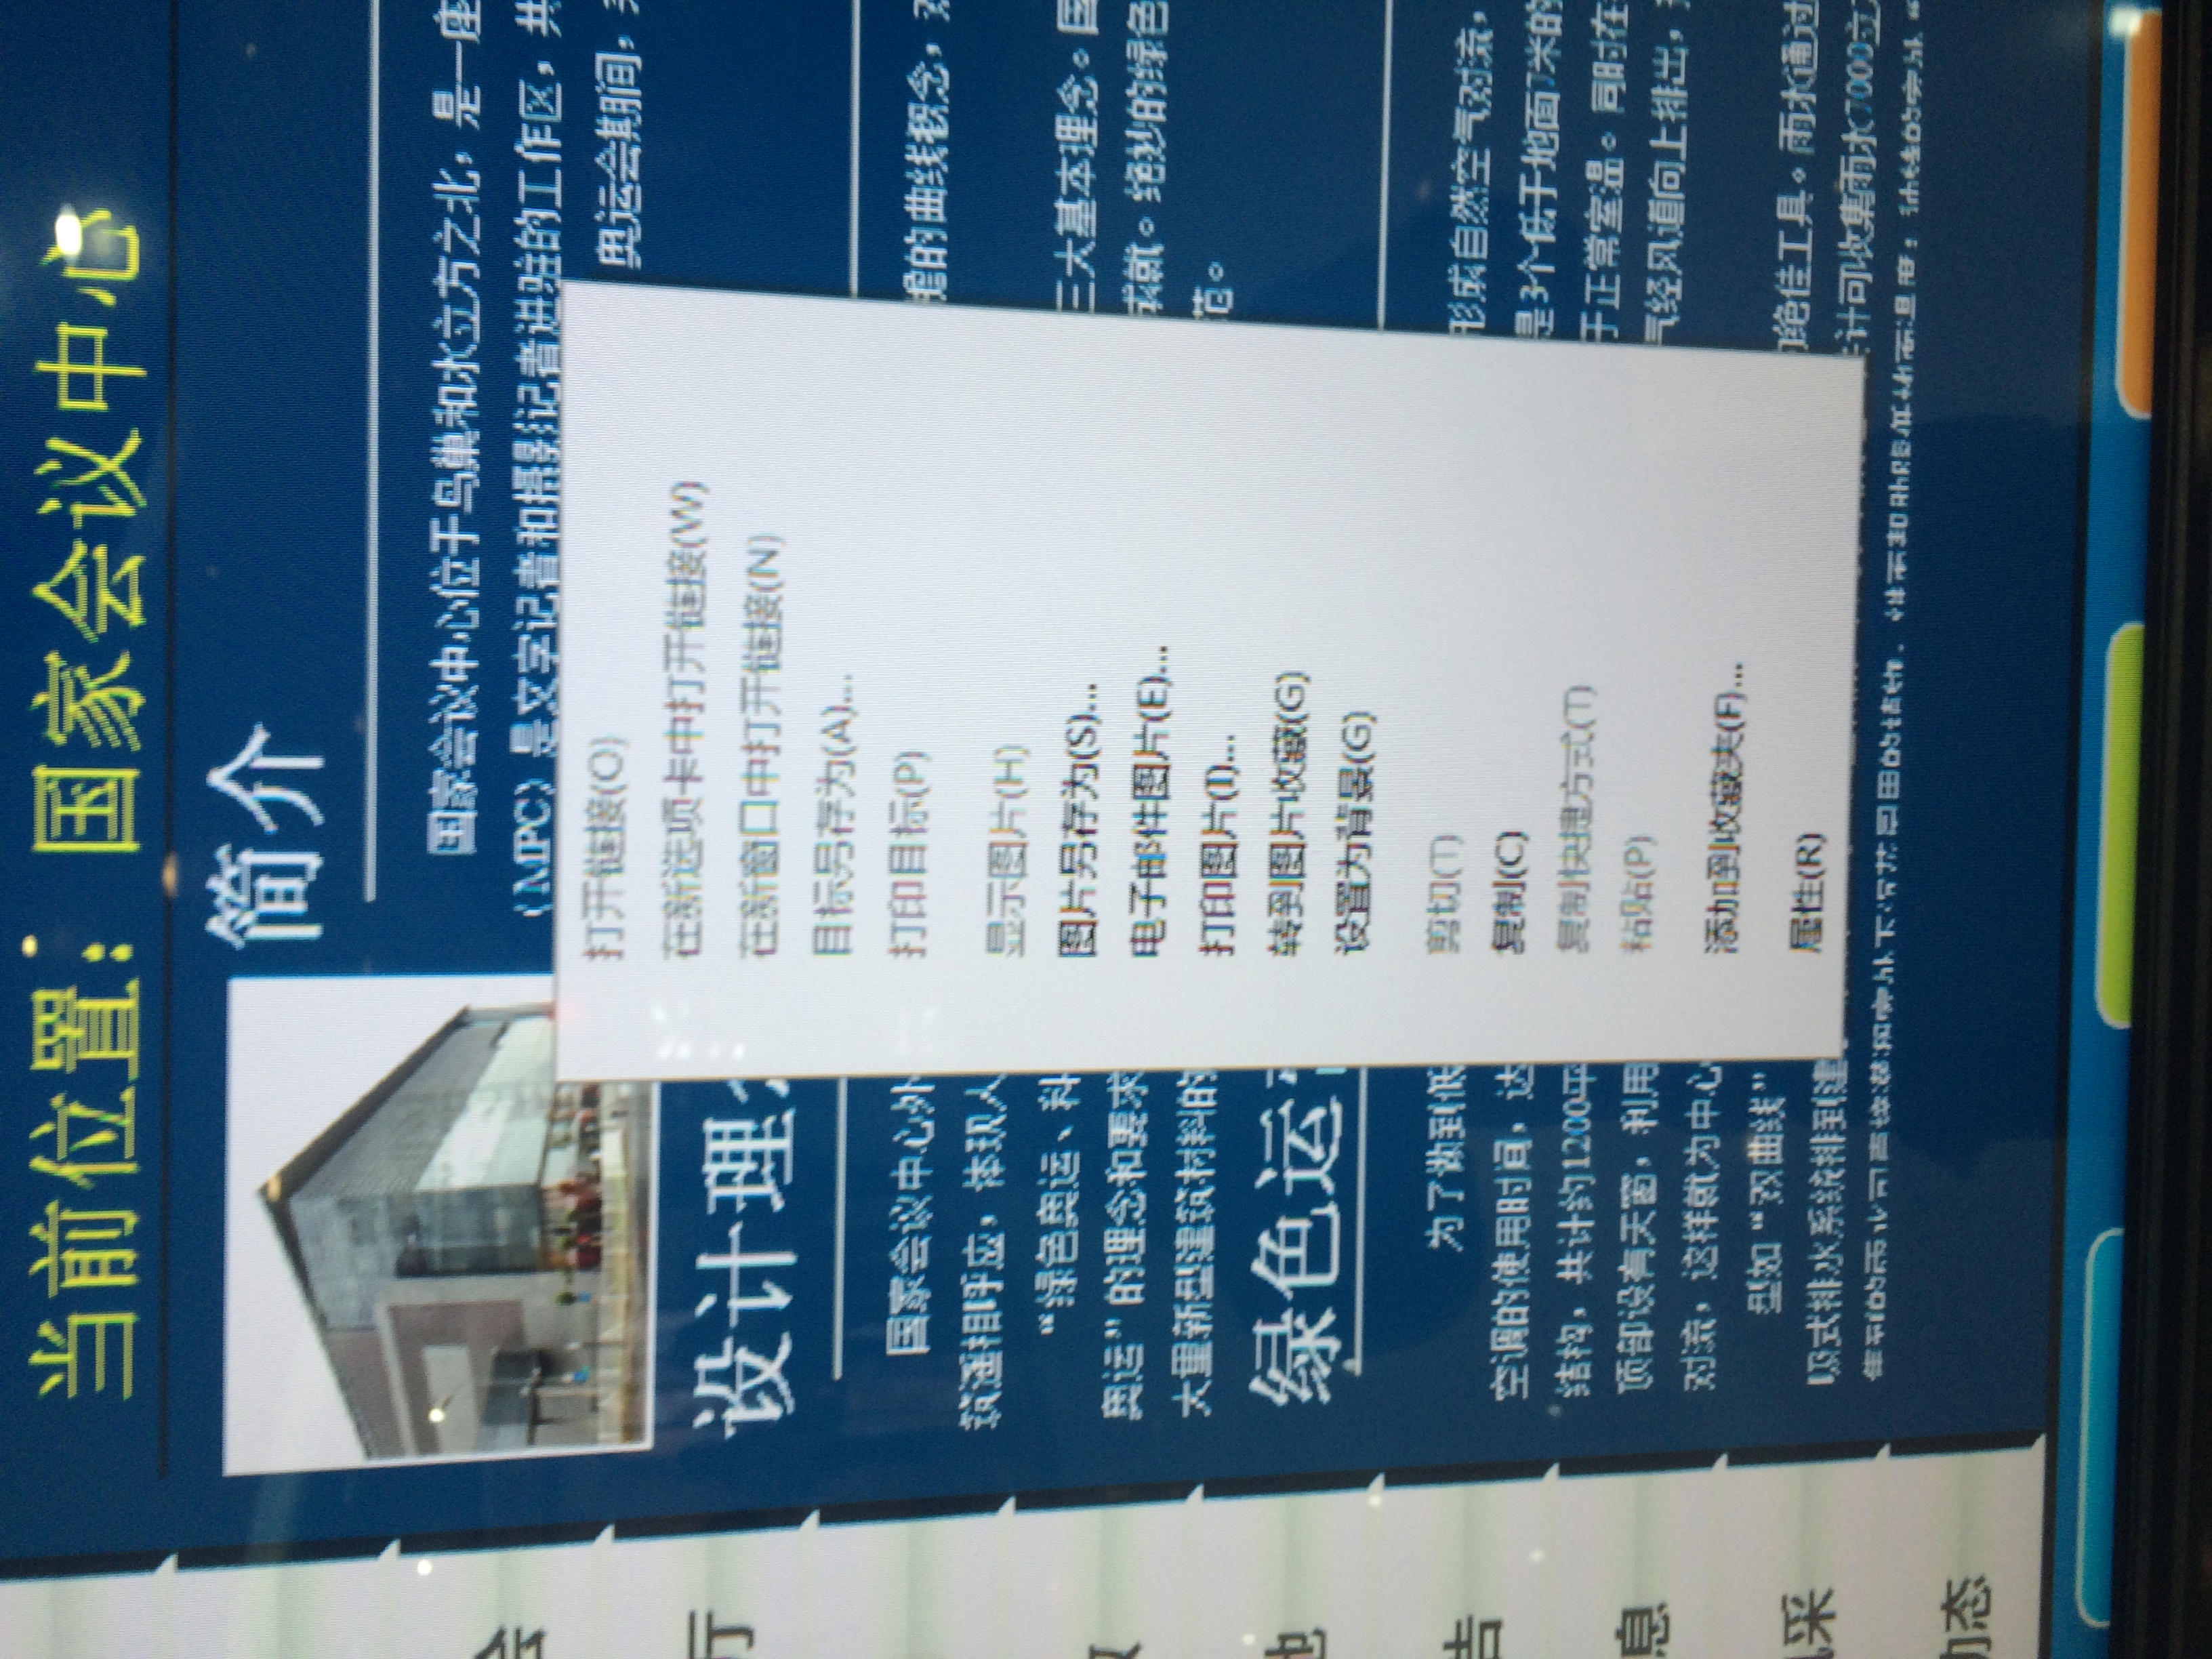 当前位置：国家会议中心
简介
国家会议中心位于鸟巢和水立方之北，是一座
（MPC）是文字记者和摄影记者进驻的工作区，共
奥运会期间，
打开链接(O)
在新选项卡中打开链接(W)
在新窗口中打开链接(N)
目标另存为(A)...
打印目标(P)
显示图片(H)
图片另存为(S)...
电子邮件图片(E)...
打印图片(I)...
转到图片收藏(G)
设置为背景(G)
剪切(T)
复制(C)
复制快捷方式(T)
粘贴(P)
添加到收藏夹(F)...
属性(R)
设计理
国家会议中心外
的曲线概念，
筑遥相呼应，体现人
“绿色奥运、科
三大基本理念。国
奥运”的理念和要求
成就。绝妙的绿色
大量新型建筑材料的
范。
绿色运
为了做到低
形成自然空气对流，
空调的使用时间，达
是3个低于地面7米的
结构，共计约1200平
于正常室温。同时在
顶部设有天窗，利用
气经风道向上排出，
对流，这样就为中心
型如“双曲线”
绝佳工具。雨水通过
吸式排水系统排到建
计可收集雨水7000立
会
厅
告
息
采
动态